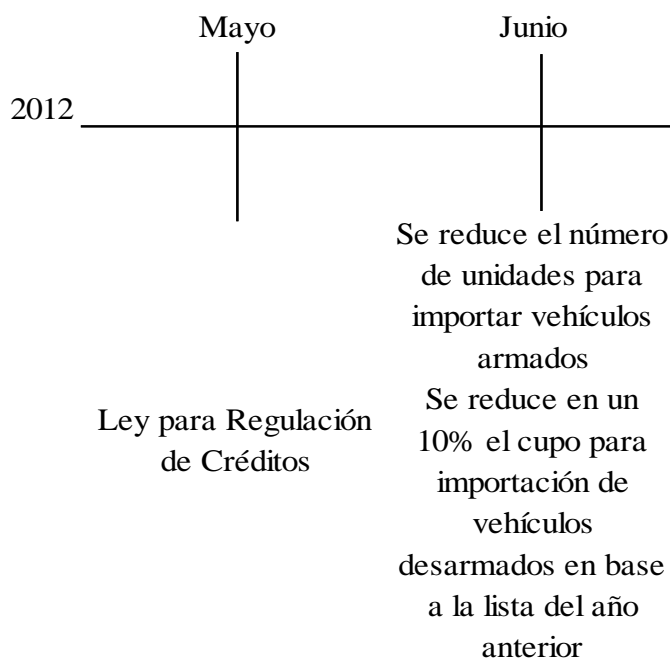 Mayo
Junio
2012
Ley para Regulación
de Créditos
Se reduce el número
de unidades para
importar vehículos
armados
Se reduce en un
10% el cupo para
importación de
vehículos
desarmados en base
a la lista del año
anterior